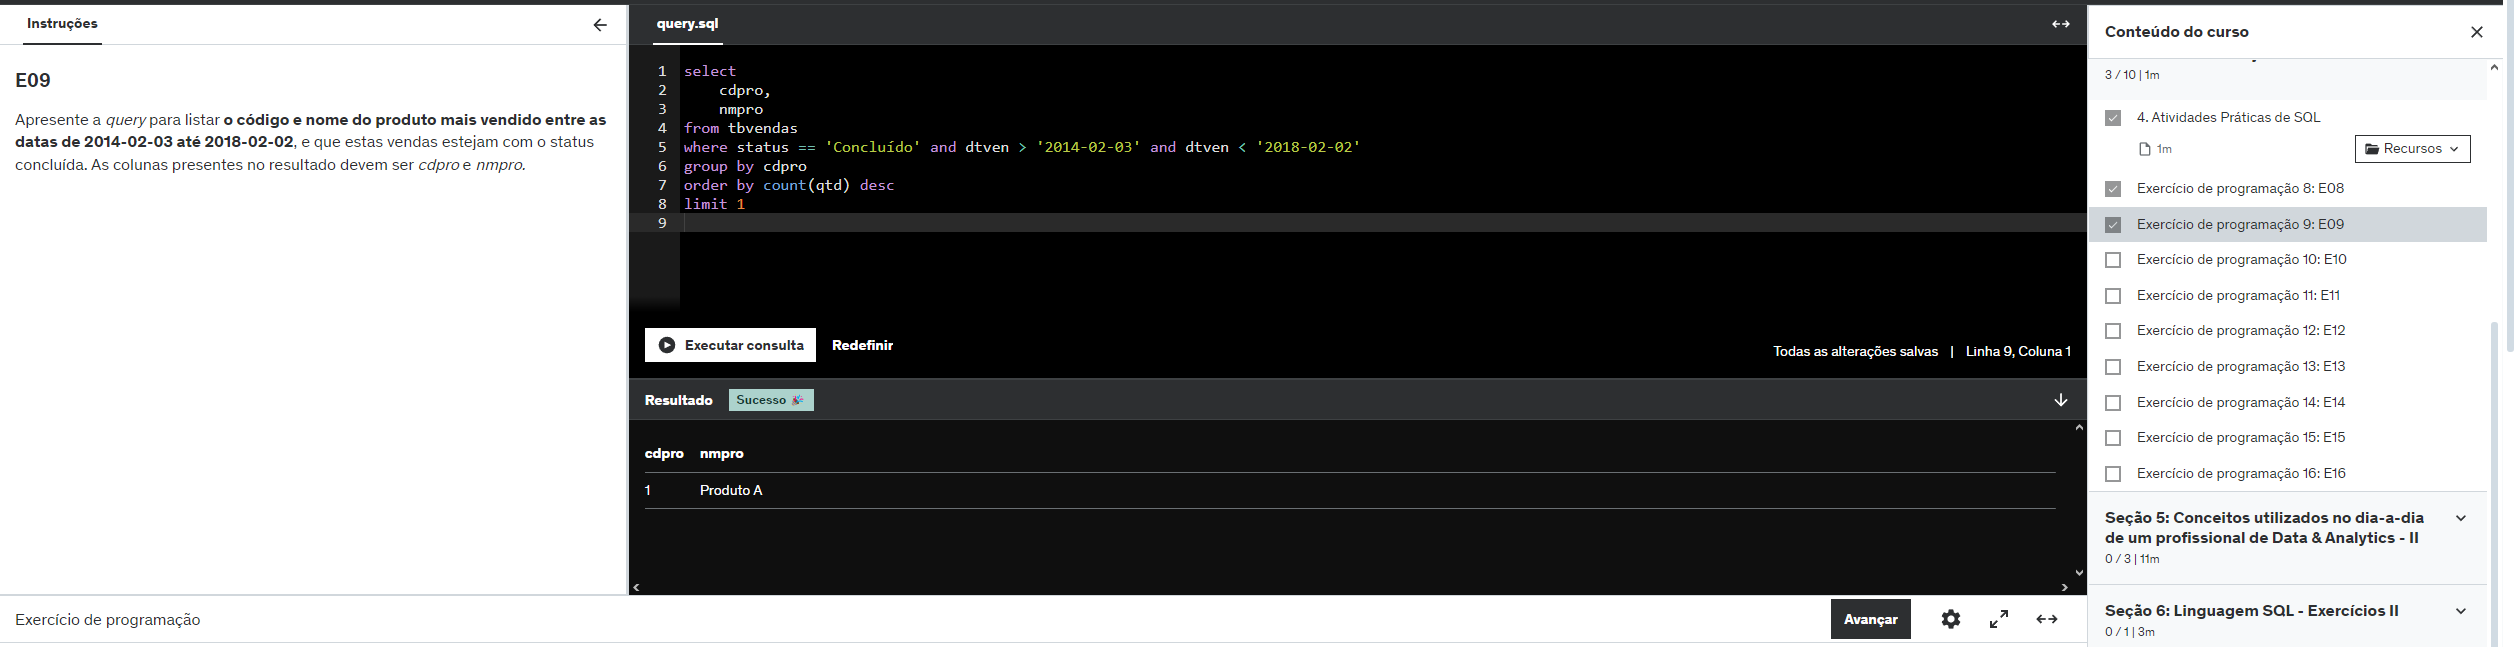 Instruções
E09
Apresente a query para listar o código e nome do produto mais vendido entre as
datas de 2014-02-03 até 2018-02-02, e que estas vendas estejam com o status
concluída. As colunas presentes no resultado devem ser cdpro e nmpro.
Exercício de programação
query.sql
1 select
2 cdpro,
3 nmpro
4 from tbvendas
5 where status == 'Concluído' and dtven > '2014-02-03' and dtven < '2018-02-02'
6 group by cdpro
7 order by count(qtd) desc
8 limit 1
9
Executar consulta Redefinir
Todas as alterações salvas | Linha 9, Coluna 1
Resultado Sucesso
cdpro nmpro
1 Produto A
Avançar
Conteúdo do curso
3 / 10 | 1m
4. Atividades Práticas de SQL
1m
Recursos
Exercício de programação 8: E08
Exercício de programação 9: E09
Exercício de programação 10: E10
Exercício de programação 11: E11
Exercício de programação 12: E12
Exercício de programação 13: E13
Exercício de programação 14: E14
Exercício de programação 15: E15
Exercício de programação 16: E16
Seção 5: Conceitos utilizados no dia-a-dia
de um profissional de Data & Analytics - II
0 / 3 | 11m
Seção 6: Linguagem SQL - Exercícios II
0 / 1 | 3m